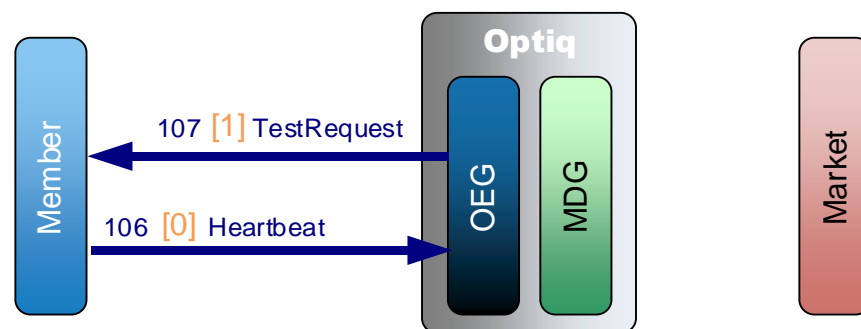 Optiq
Member
107 [1] TestRequest
106 [0] Heartbeat
OEG
MDG
Market